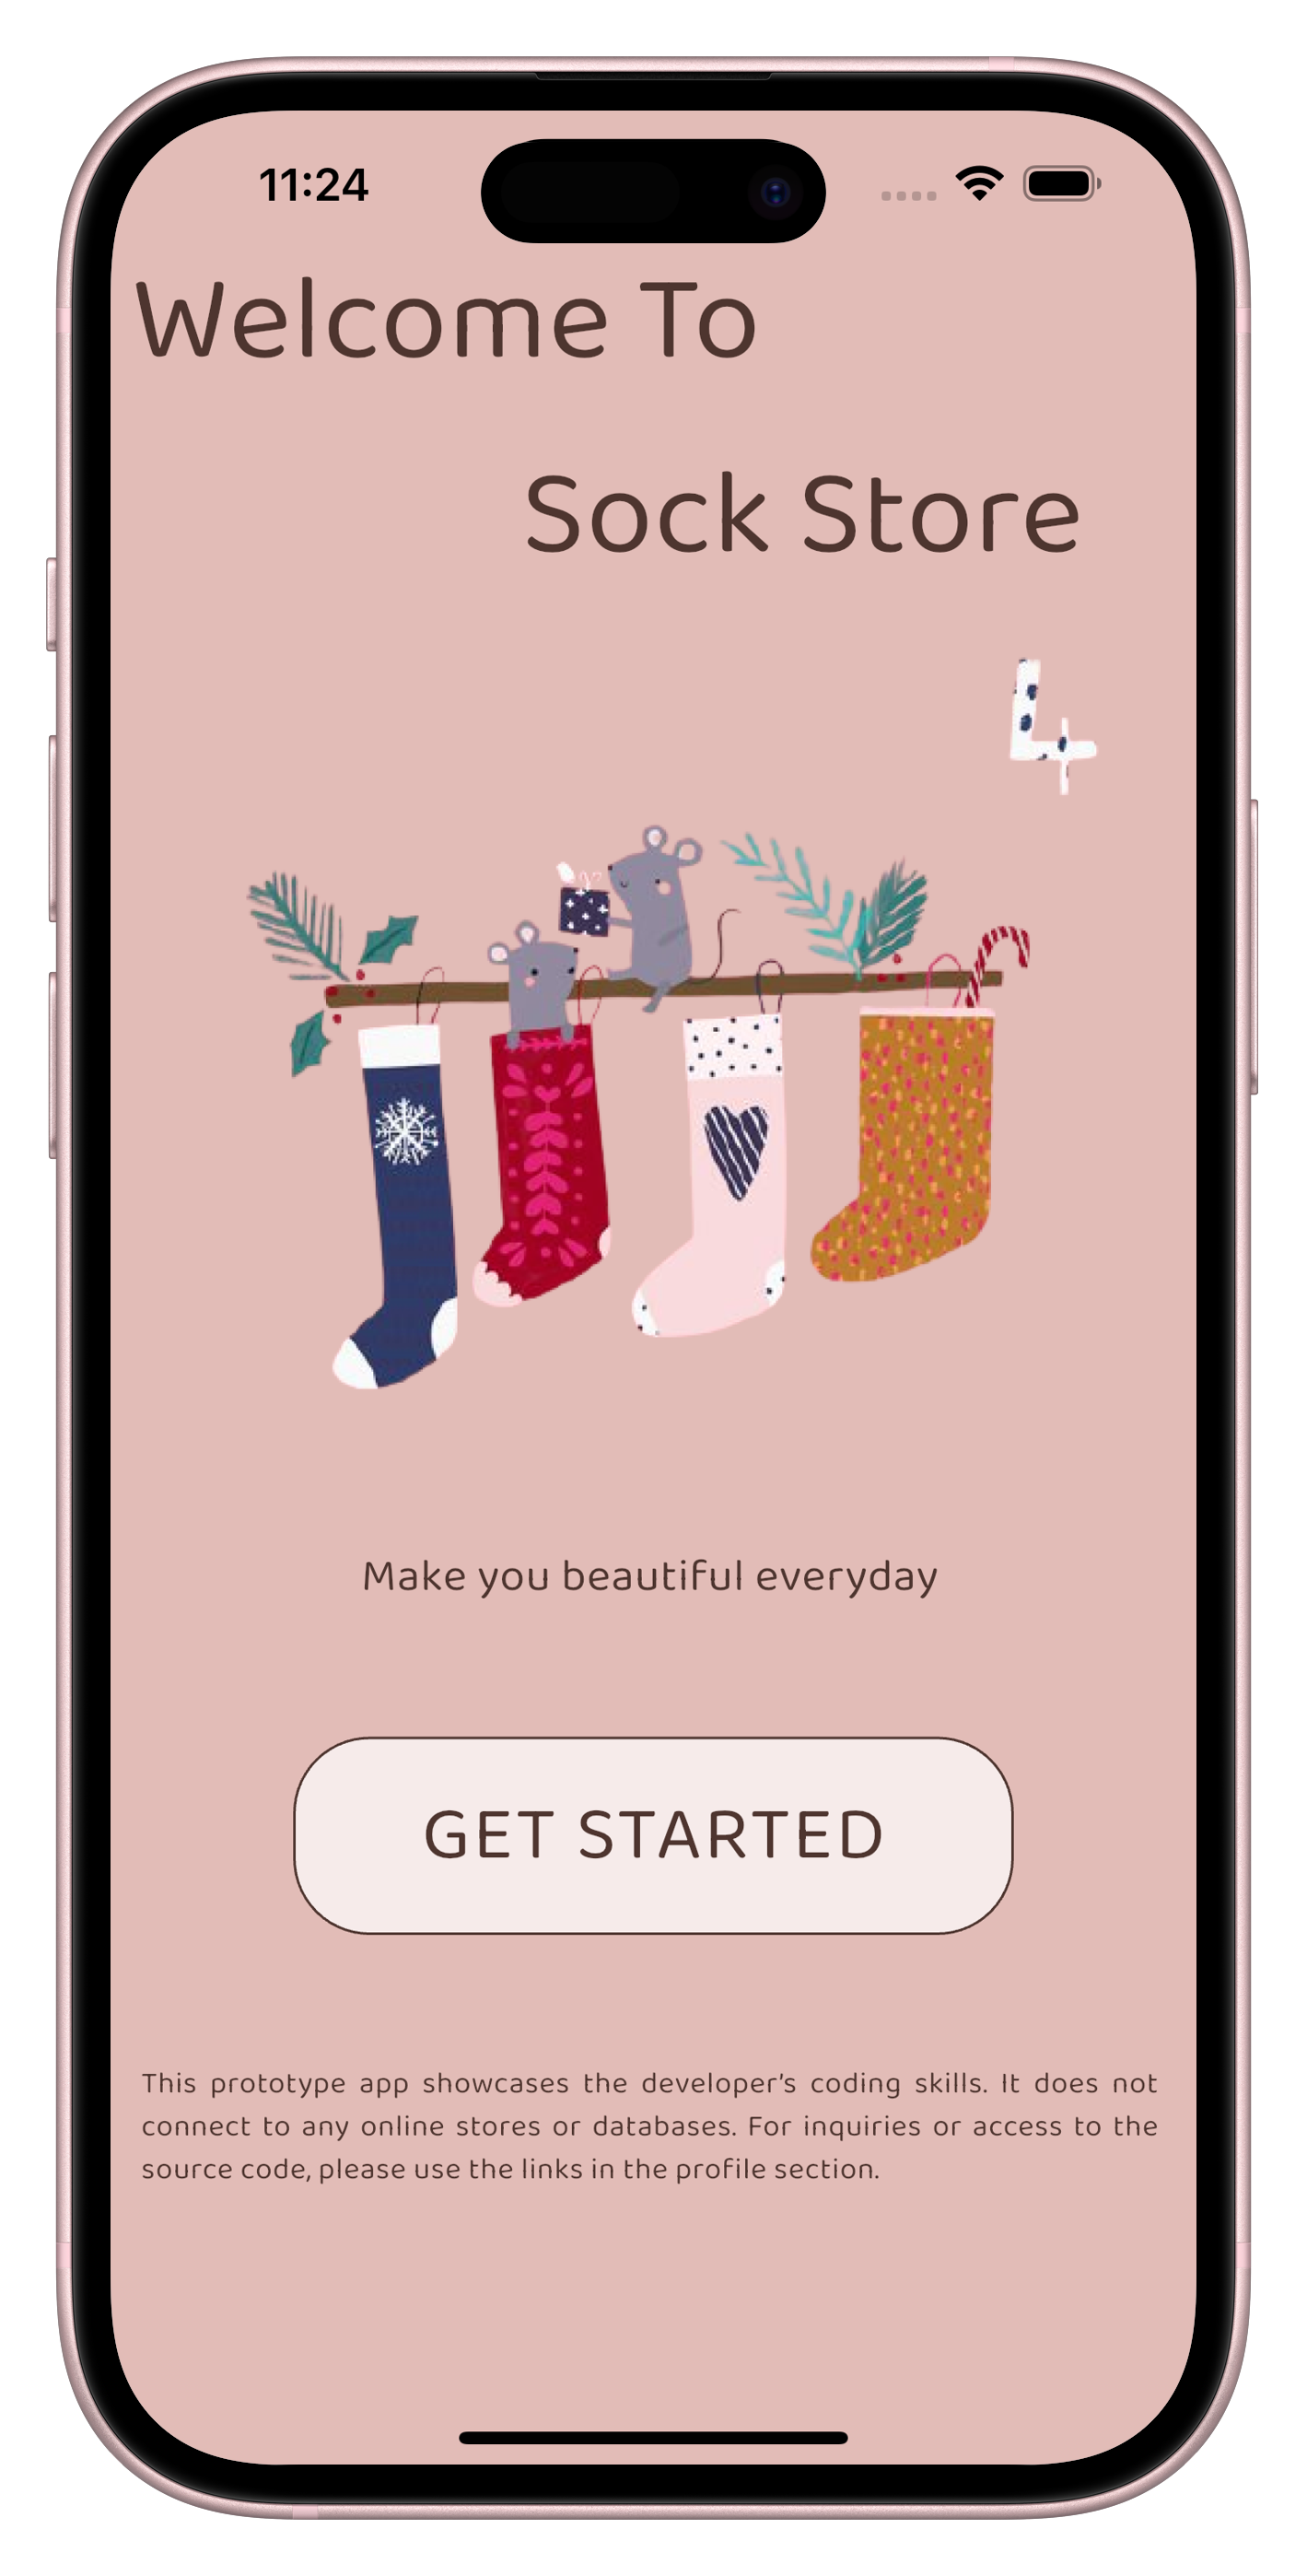 11:24
Welcome To
Sock Store
4
Make you beautiful everyday
GET STARTED
This prototype app showcases the developer's coding skills. It does not
connect to any online stores or databases. For inquiries or access to the
source code, please use the links in the profile section.